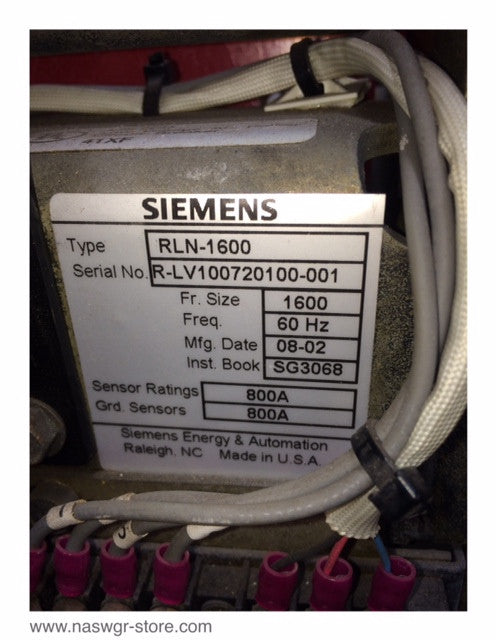 41XF
SIEMENS
Type RLN-1600
Serial No. R-LV100720100-001
Fr. Size 1600
Freq. 60 Hz
Mfg. Date 08-02
Inst. Book SG3068
Sensor Ratings 800A
Grd. Sensors 800A
Siemens Energy & Automation
Raleigh, NC Made in U.S.A.
www.naswgr-store.com